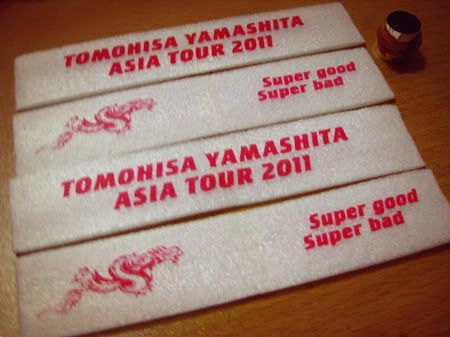 TOMOHISA YAMASHITA
ASIA TOUR 2011
Super good
Super bad
TOMOHISA YAMASHITA
ASIA TOUR 2011
Super good
Super bad